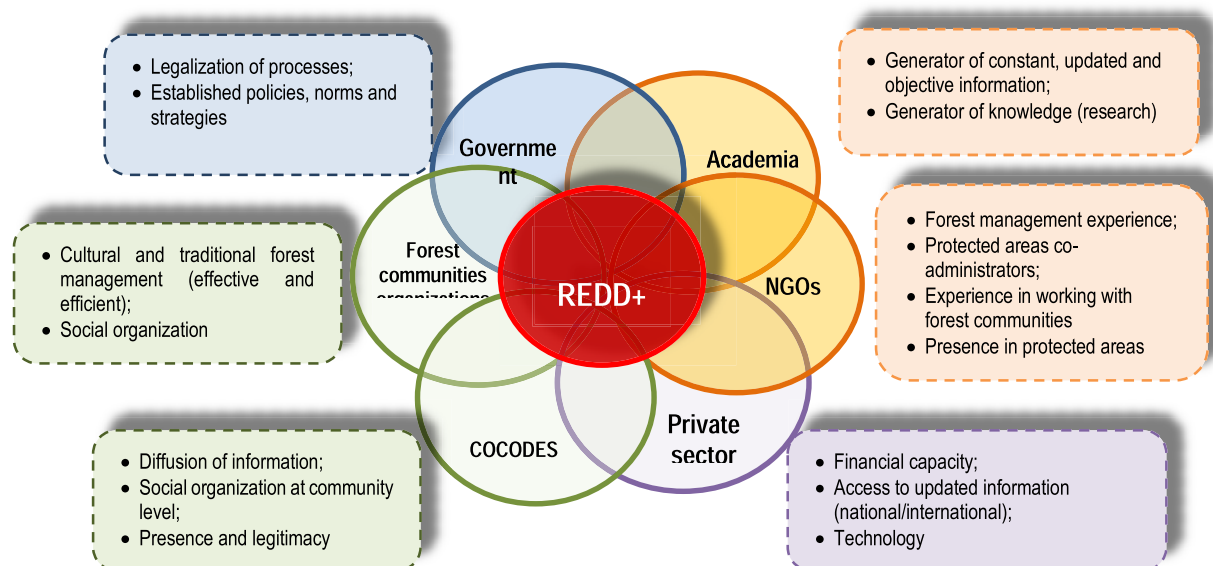 • Legalization of processes;
• Established policies, norms and
strategies
• Generator of constant, updated and
objective information;
• Generator of knowledge (research)
Governme
nt
Academia
• Cultural and traditional forest
management (effective and
efficient);
• Social organization
Forest
communities
organizations
REDD+
NGOs
• Forest management experience;
• Protected areas co-
administrators;
• Experience in working with
forest communities
• Presence in protected areas
• Diffusion of information;
• Social organization at community
level;
• Presence and legitimacy
COCODES
Private
sector
• Financial capacity;
• Access to updated information
(national/international);
• Technology